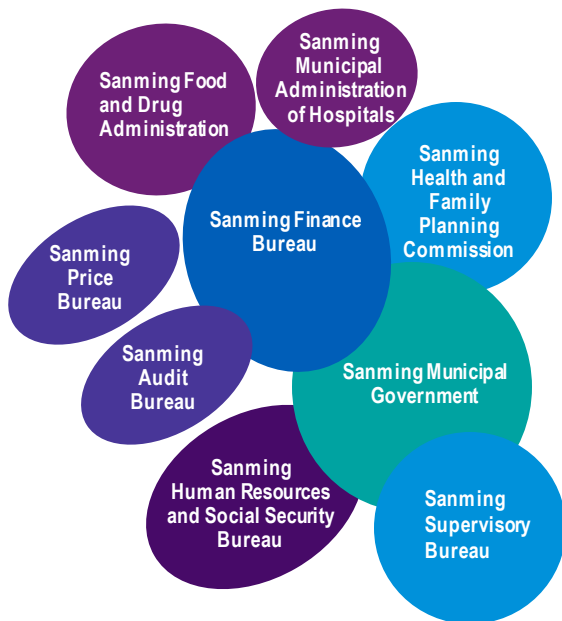 Sanming Food
and Drug
Administration
Sanming
Municipal
Administration
of Hospitals
Sanming
Health and
Family
Planning
Commission
Sanming Finance
Bureau
Sanming
Price
Bureau
Sanming
Audit
Bureau
Sanming Municipal
Government
Sanming
Human Resources
and Social Security
Bureau
Sanming
Supervisory
Bureau